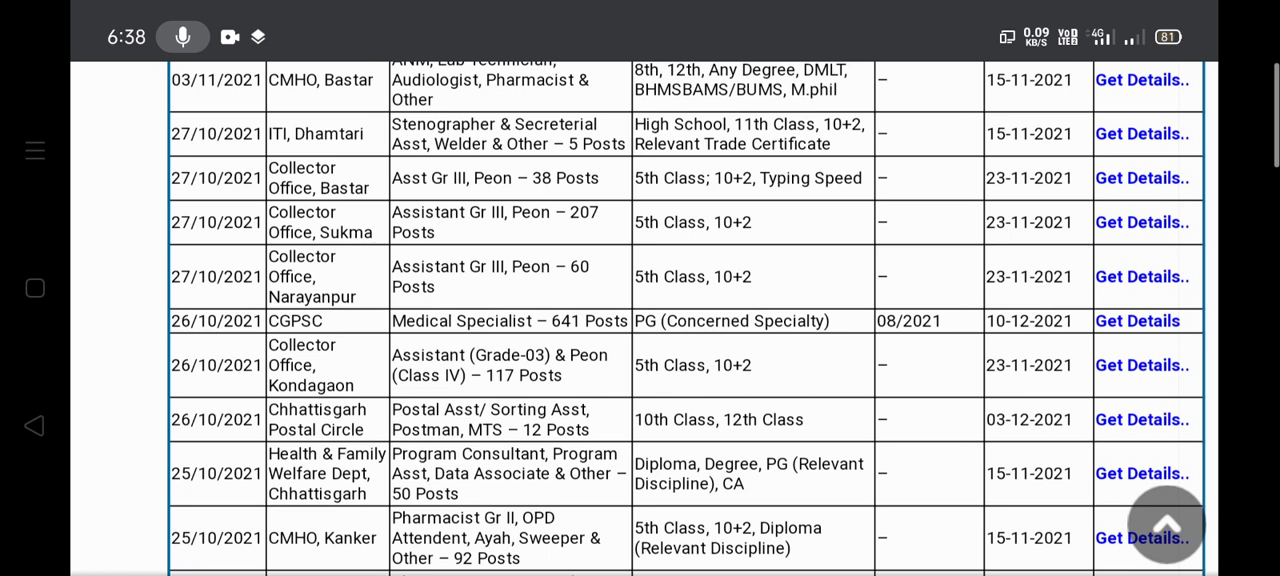 6:38
0.09 KB/S VoD LTE2 4G 81
ANM, Lab Technician,
03/11/2021 CMHO, Bastar Audiologist, Pharmacist & 8th, 12th, Any Degree, DMLT, – 15-11-2021 Get Details..
Other BHMSBAMS/BUMS, M.phil
27/10/2021 ITI, Dhamtari Stenographer & Secreterial High School, 11th Class, 10+2, – 15-11-2021 Get Details..
Asst, Welder & Other – 5 Posts Relevant Trade Certificate
27/10/2021 Collector Asst Gr III, Peon – 38 Posts 5th Class; 10+2, Typing Speed – 23-11-2021 Get Details..
Office, Bastar
27/10/2021 Collector Assistant Gr III, Peon – 207 5th Class, 10+2 – 23-11-2021 Get Details..
Office, Sukma Posts
27/10/2021 Collector Assistant Gr III, Peon – 60 5th Class, 10+2 – 23-11-2021 Get Details..
Office, Posts
Narayanpur
26/10/2021 CGPSC Medical Specialist – 641 Posts PG (Concerned Specialty) 08/2021 10-12-2021 Get Details
26/10/2021 Collector Assistant (Grade-03) & Peon 5th Class, 10+2 – 23-11-2021 Get Details..
Office, (Class IV) – 117 Posts
Kondagaon
26/10/2021 Chhattisgarh Postal Asst/ Sorting Asst, 10th Class, 12th Class – 03-12-2021 Get Details..
Postal Circle Postman, MTS – 12 Posts
25/10/2021 Health & Family Program Consultant, Program Diploma, Degree, PG (Relevant – 15-11-2021 Get Details..
Welfare Dept, Asst, Data Associate & Other – Discipline), CA
Chhattisgarh 50 Posts
25/10/2021 CMHO, Kanker Pharmacist Gr II, OPD 5th Class, 10+2, Diploma – 15-11-2021 Get Details..
Attendent, Ayah, Sweeper & (Relevant Discipline)
Other – 92 Posts